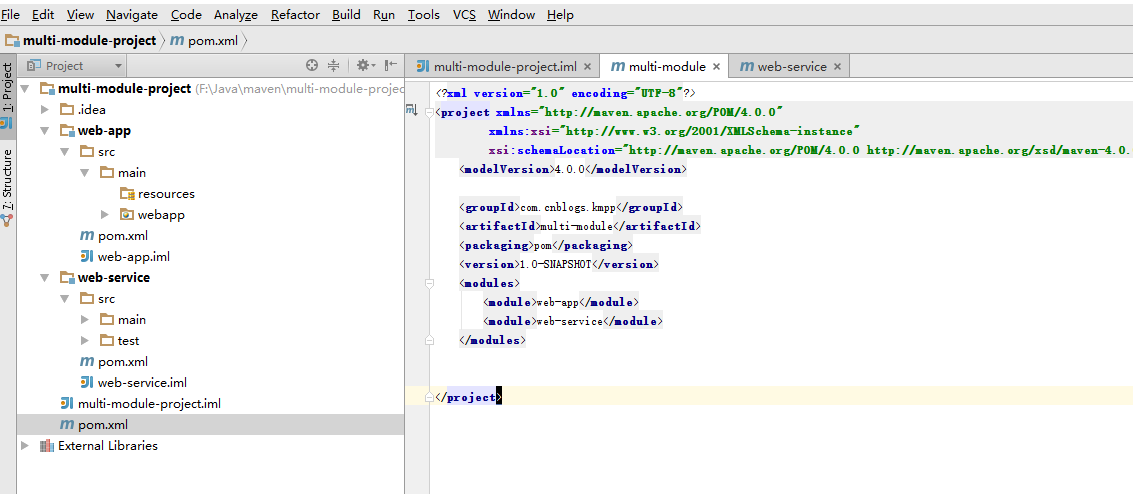 File Edit View Navigate Code Analyze Refactor Build Run Tools VCS Window Help
multi-module-project pom.xml
Project
multi-module-project.iml multi-module web-service
1: Project
7: Structure
multi-module-project (F:\Java\maven\multi-module-projec
.idea
web-app
src
main
resources
webapp
pom.xml
web-app.iml
web-service
src
main
test
pom.xml
web-service.iml
multi-module-project.iml
pom.xml
External Libraries
<?xml version="1.0" encoding="UTF-8"?>
<project xmlns="http://maven.apache.org/POM/4.0.0"
xmlns:xsi="http://www.w3.org/2001/XMLSchema-instance"
xsi:schemaLocation="http://maven.apache.org/POM/4.0.0 http://maven.apache.org/xsd/maven-4.0.
<modelVersion>4.0.0</modelVersion>
<groupId>com.cnblogs.kmpp</groupId>
<artifactId>multi-module</artifactId>
<packaging>pom</packaging>
<version>1.0-SNAPSHOT</version>
<modules>
<module>web-app</module>
<module>web-service</module>
</modules>
</project>